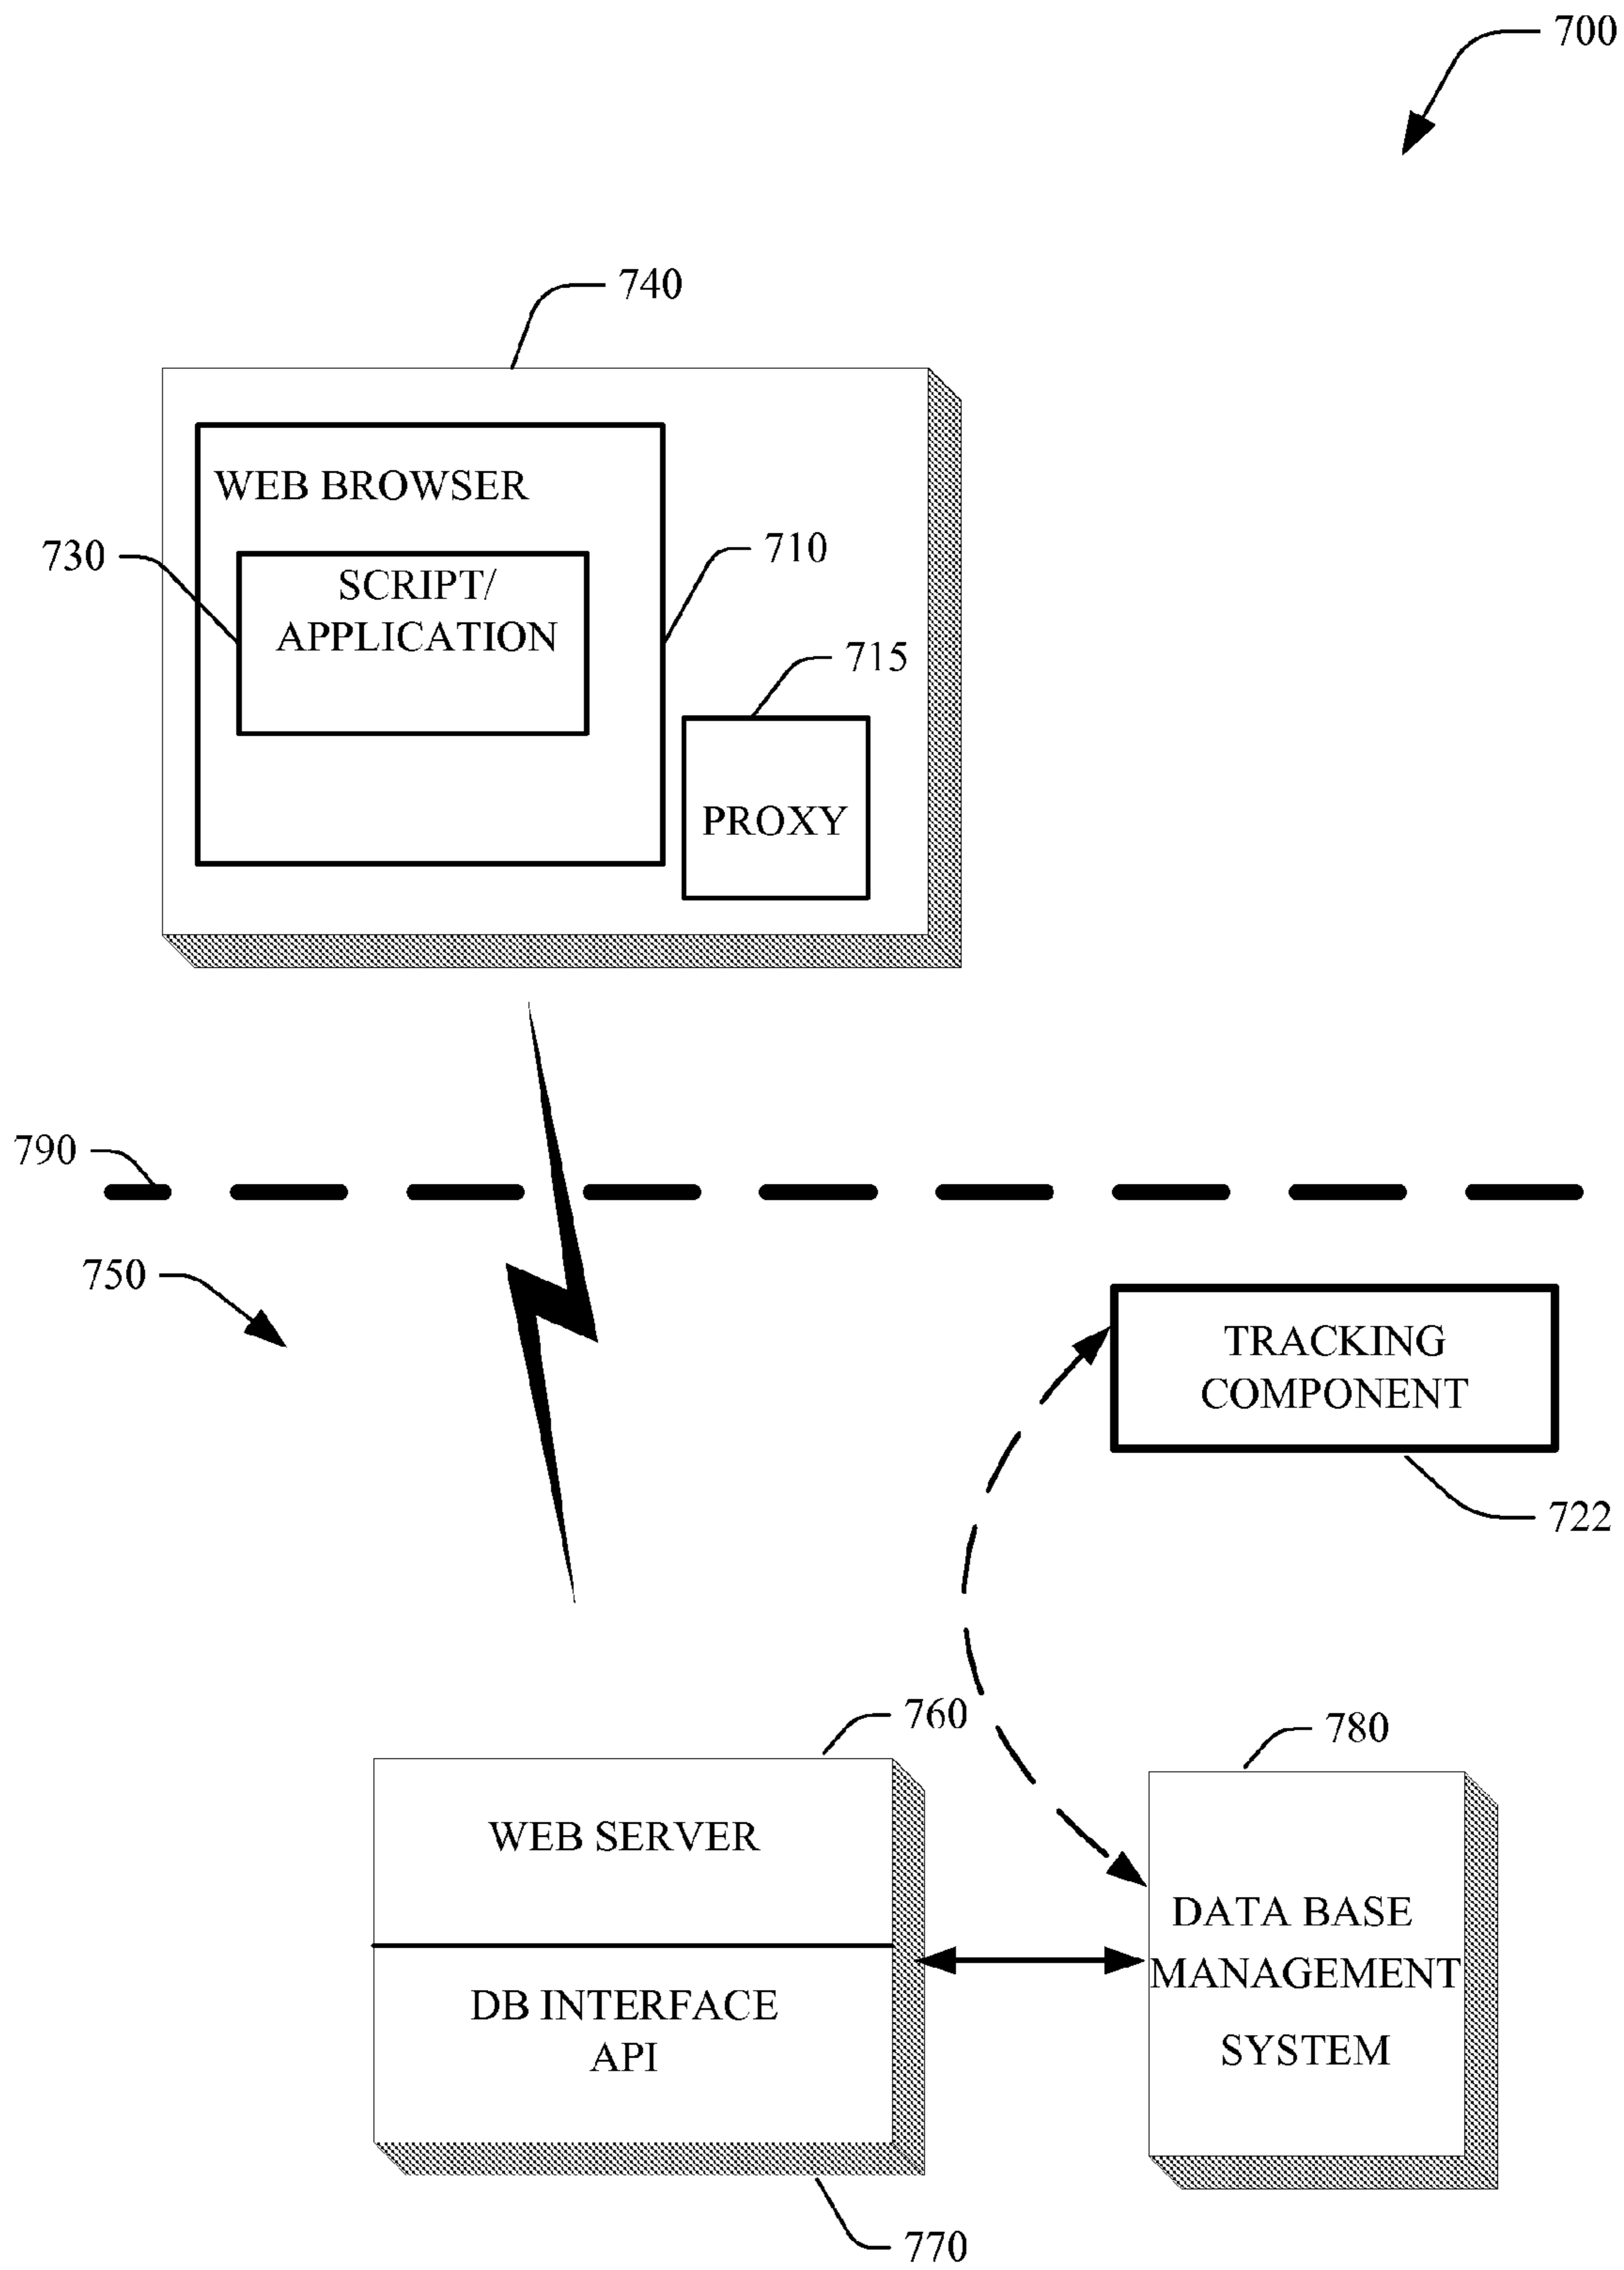 700
740
WEB BROWSER
730
SCRIPT/
APPLICATION
710
715
PROXY
790
750
TRACKING
COMPONENT
722
760
780
WEB SERVER
DB INTERFACE
API
DATA BASE
MANAGEMENT
SYSTEM
770